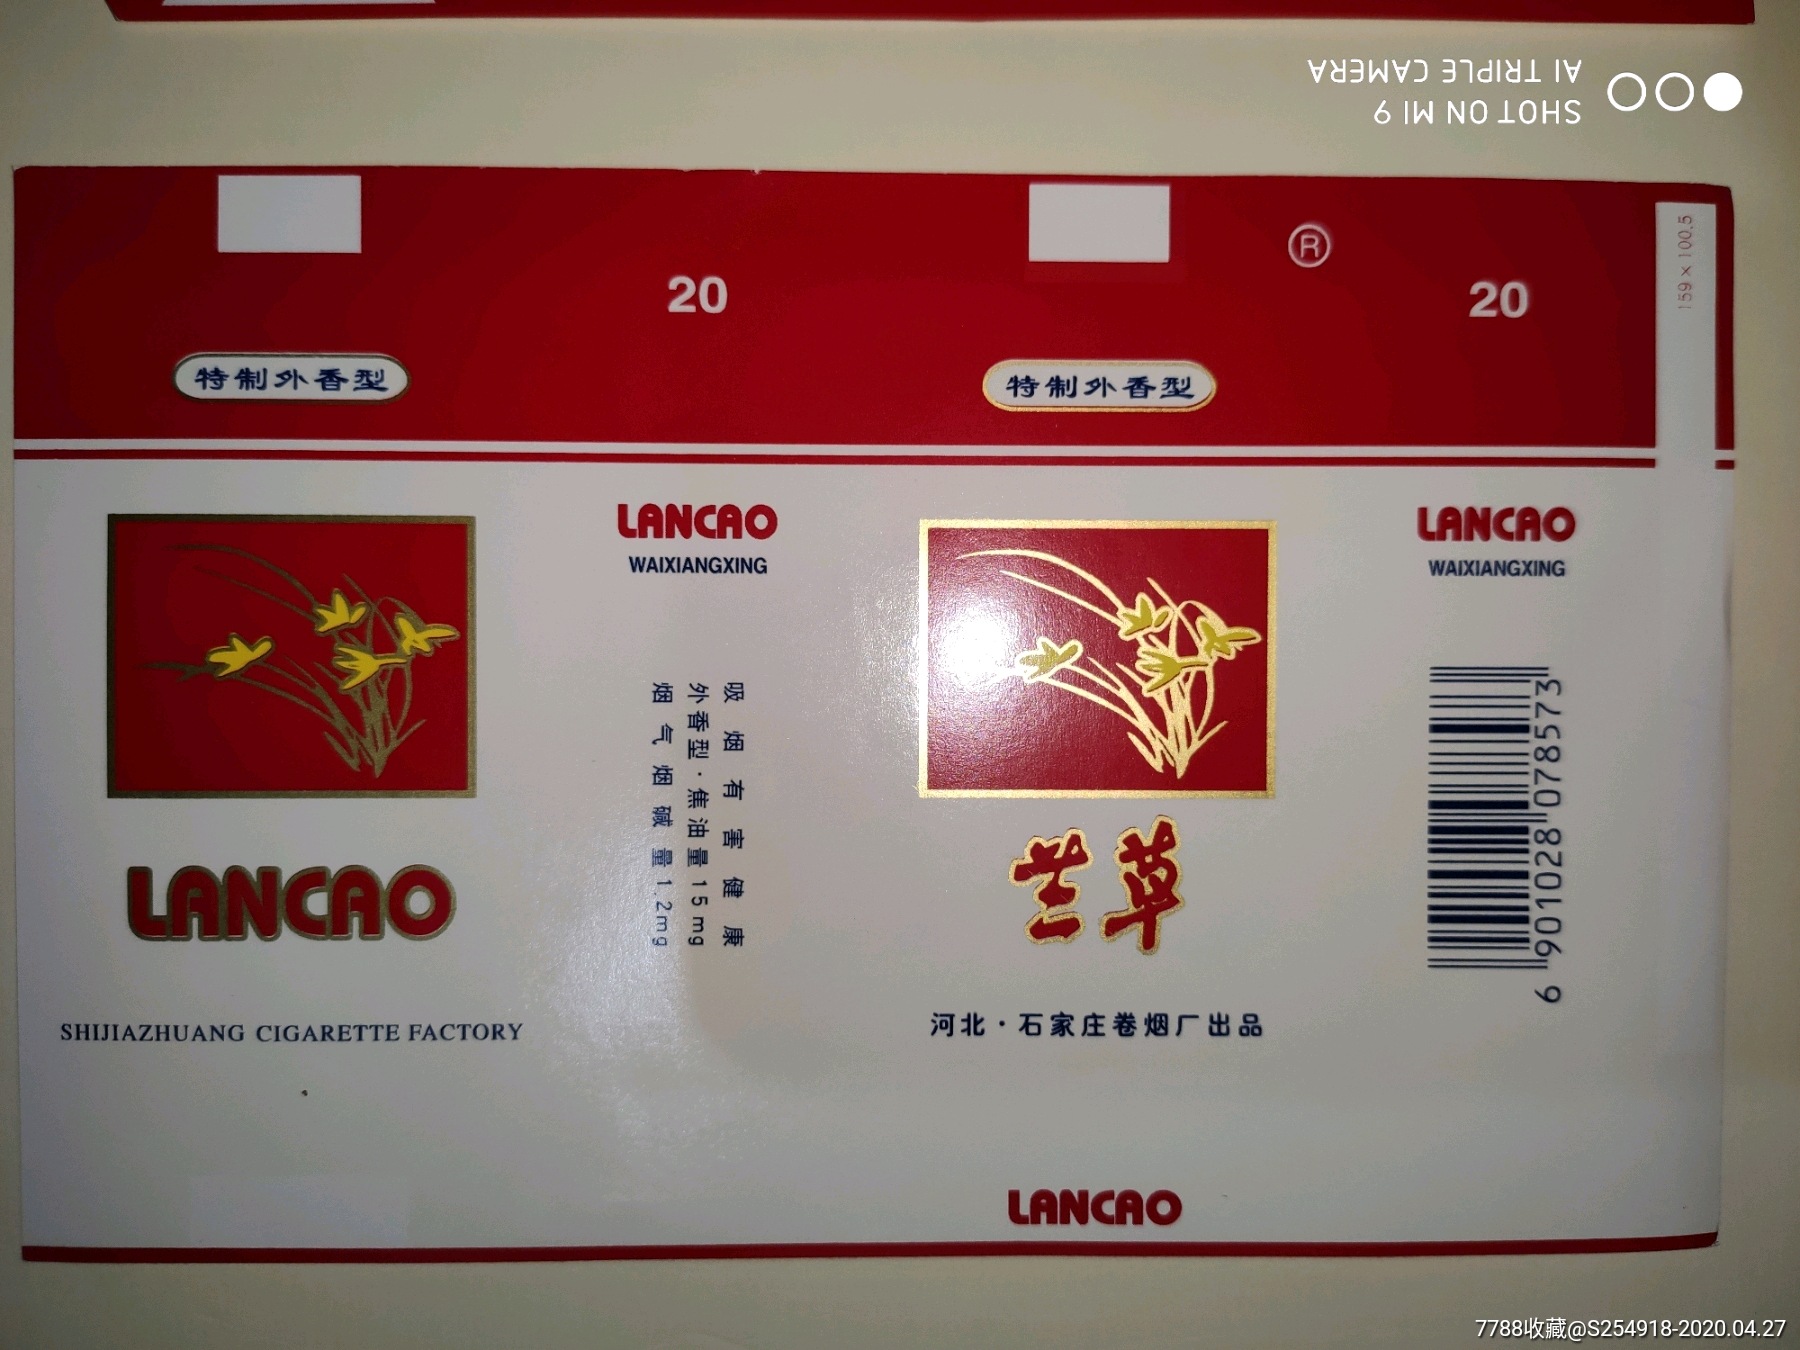 SHOT ON MI 9
AI TRIPLE CAMERA
159×100.5
®
20
20
特制外香型
特制外香型
LANCAO
WAIXIANGXING
LANCAO
WAIXIANGXING
吸烟有害健康
外香型·焦油量15mg
烟气烟碱量1.2mg
6 901028 078573
LANCAO
兰草
SHIJIAZHUANG CIGARETTE FACTORY
河北·石家庄卷烟厂出品
LANCAO
7788收藏@S254918-2020.04.27